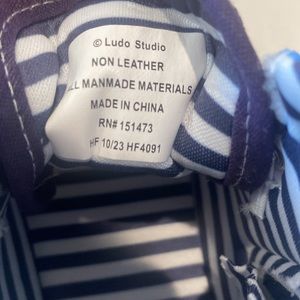 © Ludo Studio
NON LEATHER
LL MANMADE MATERIALS
MADE IN CHINA
RN# 151473
HF 10/23 HF4091